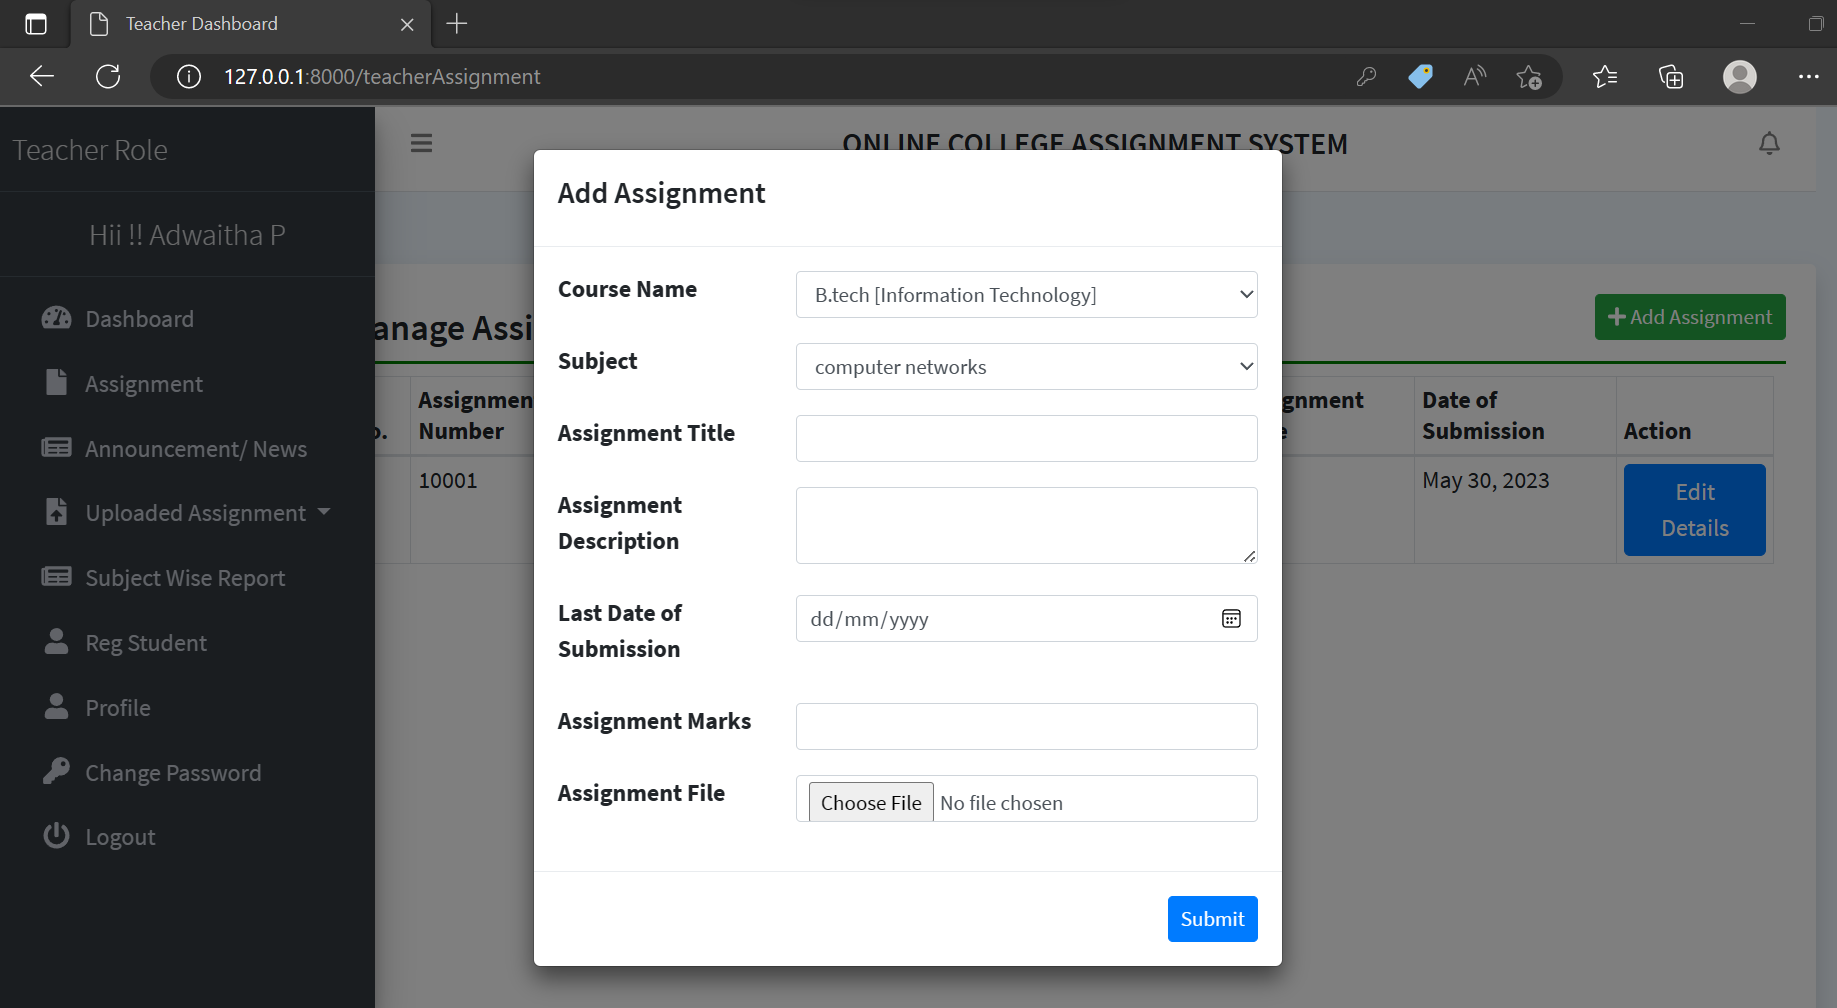 Teacher Dashboard
127.0.0.1:8000/teacherAssignment
Teacher Role
ONLINE COLLEGE ASSIGNMENT SYSTEM
Hii !! Adwaitha P
Dashboard
Assignment
Announcement/ News
Uploaded Assignment
Subject Wise Report
Reg Student
Profile
Change Password
Logout
anage Assi
Add Assignment
Assignmen
Number
gnment
Date of
Submission
Action
10001
May 30, 2023
Edit
Details
Add Assignment
Course Name
B.tech [Information Technology]
Subject
computer networks
Assignment Title
Assignment
Description
Last Date of
Submission
dd/mm/yyyy
Assignment Marks
Assignment File
Choose File No file chosen
Submit